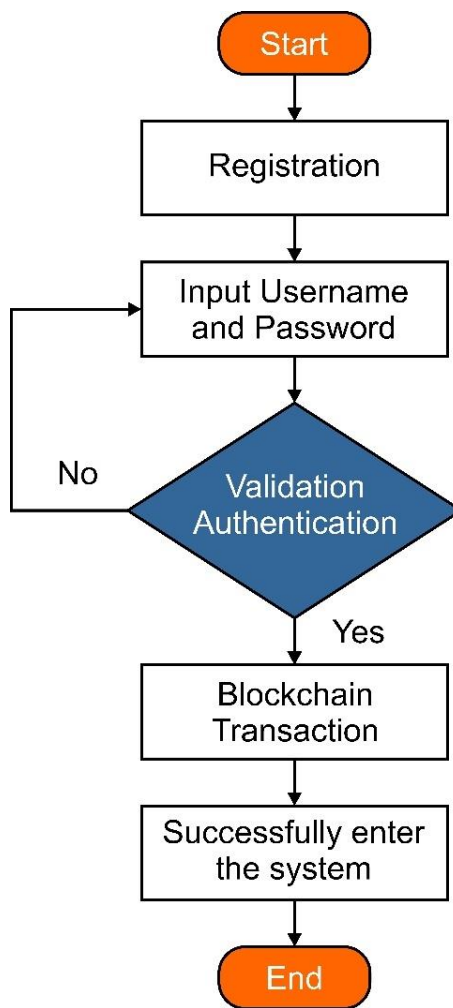 Start
Registration
Input Username
and Password
No
Validation
Authentication
Yes
Blockchain
Transaction
Successfully enter
the system
End